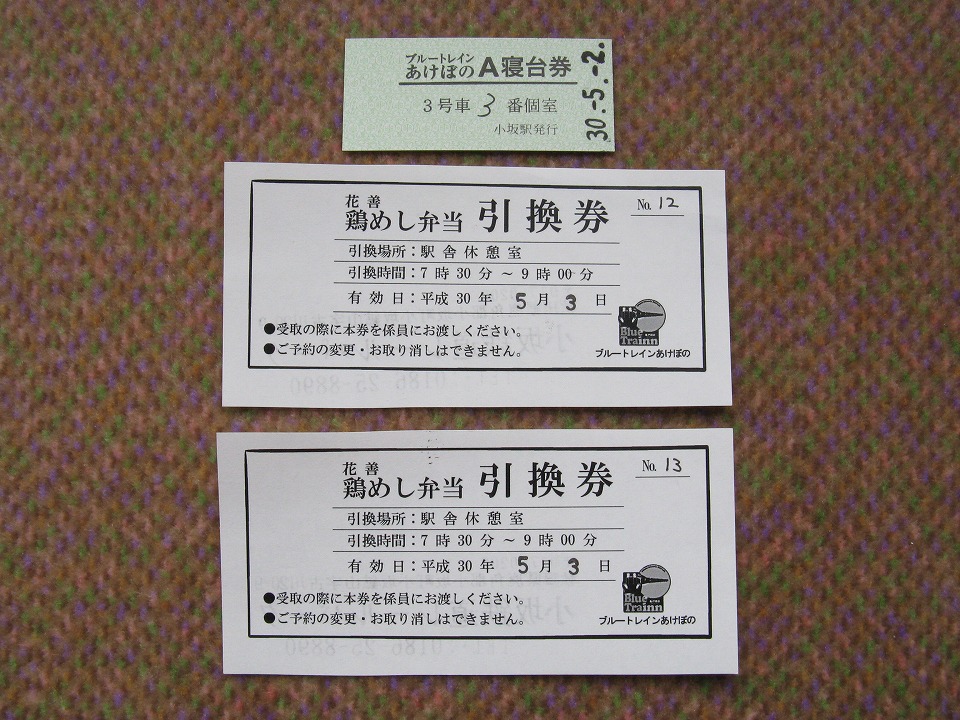 ブルートレイン
あけぼの A寝台券
3号車 3 番個室
小坂駅発行
30.-5.-2.
花善
鶏めし弁当 引換券 No. 12
引換場所：駅舎休憩室
引換時間：7時30分～9時00分
有効日：平成30年 5月 3日
●受取の際に本券を係員にお渡しください。
●ご予約の変更・お取り消しはできません。
Blue
Trainn
ブルートレインあけぼの
花善
鶏めし弁当 引換券 No. 13
引換場所：駅舎休憩室
引換時間：7時30分～9時00分
有効日：平成30年 5月 3日
●受取の際に本券を係員にお渡しください。
●ご予約の変更・お取り消しはできません。
Blue
Trainn
ブルートレインあけぼの